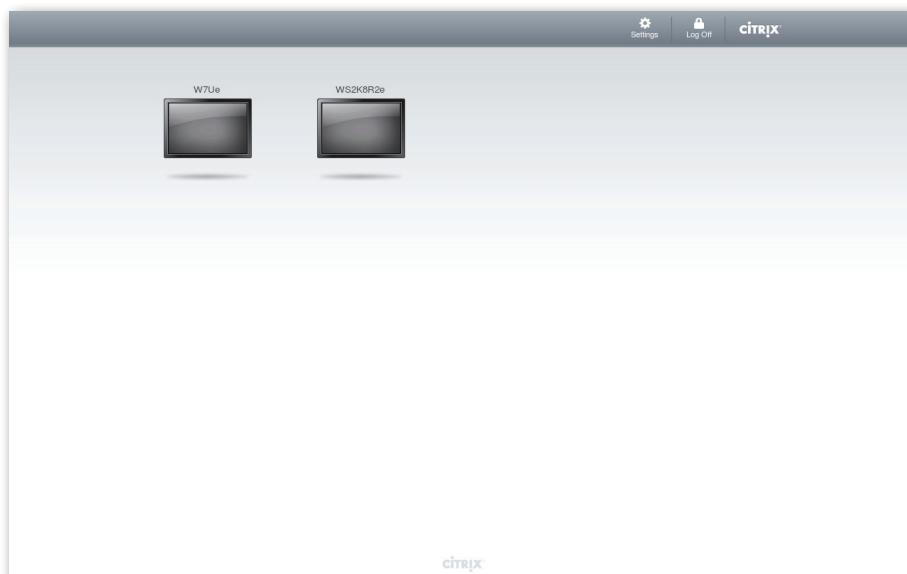 Settings
Log Off
CITRIX
W7Ue
WS2K8R2e
CITRIX